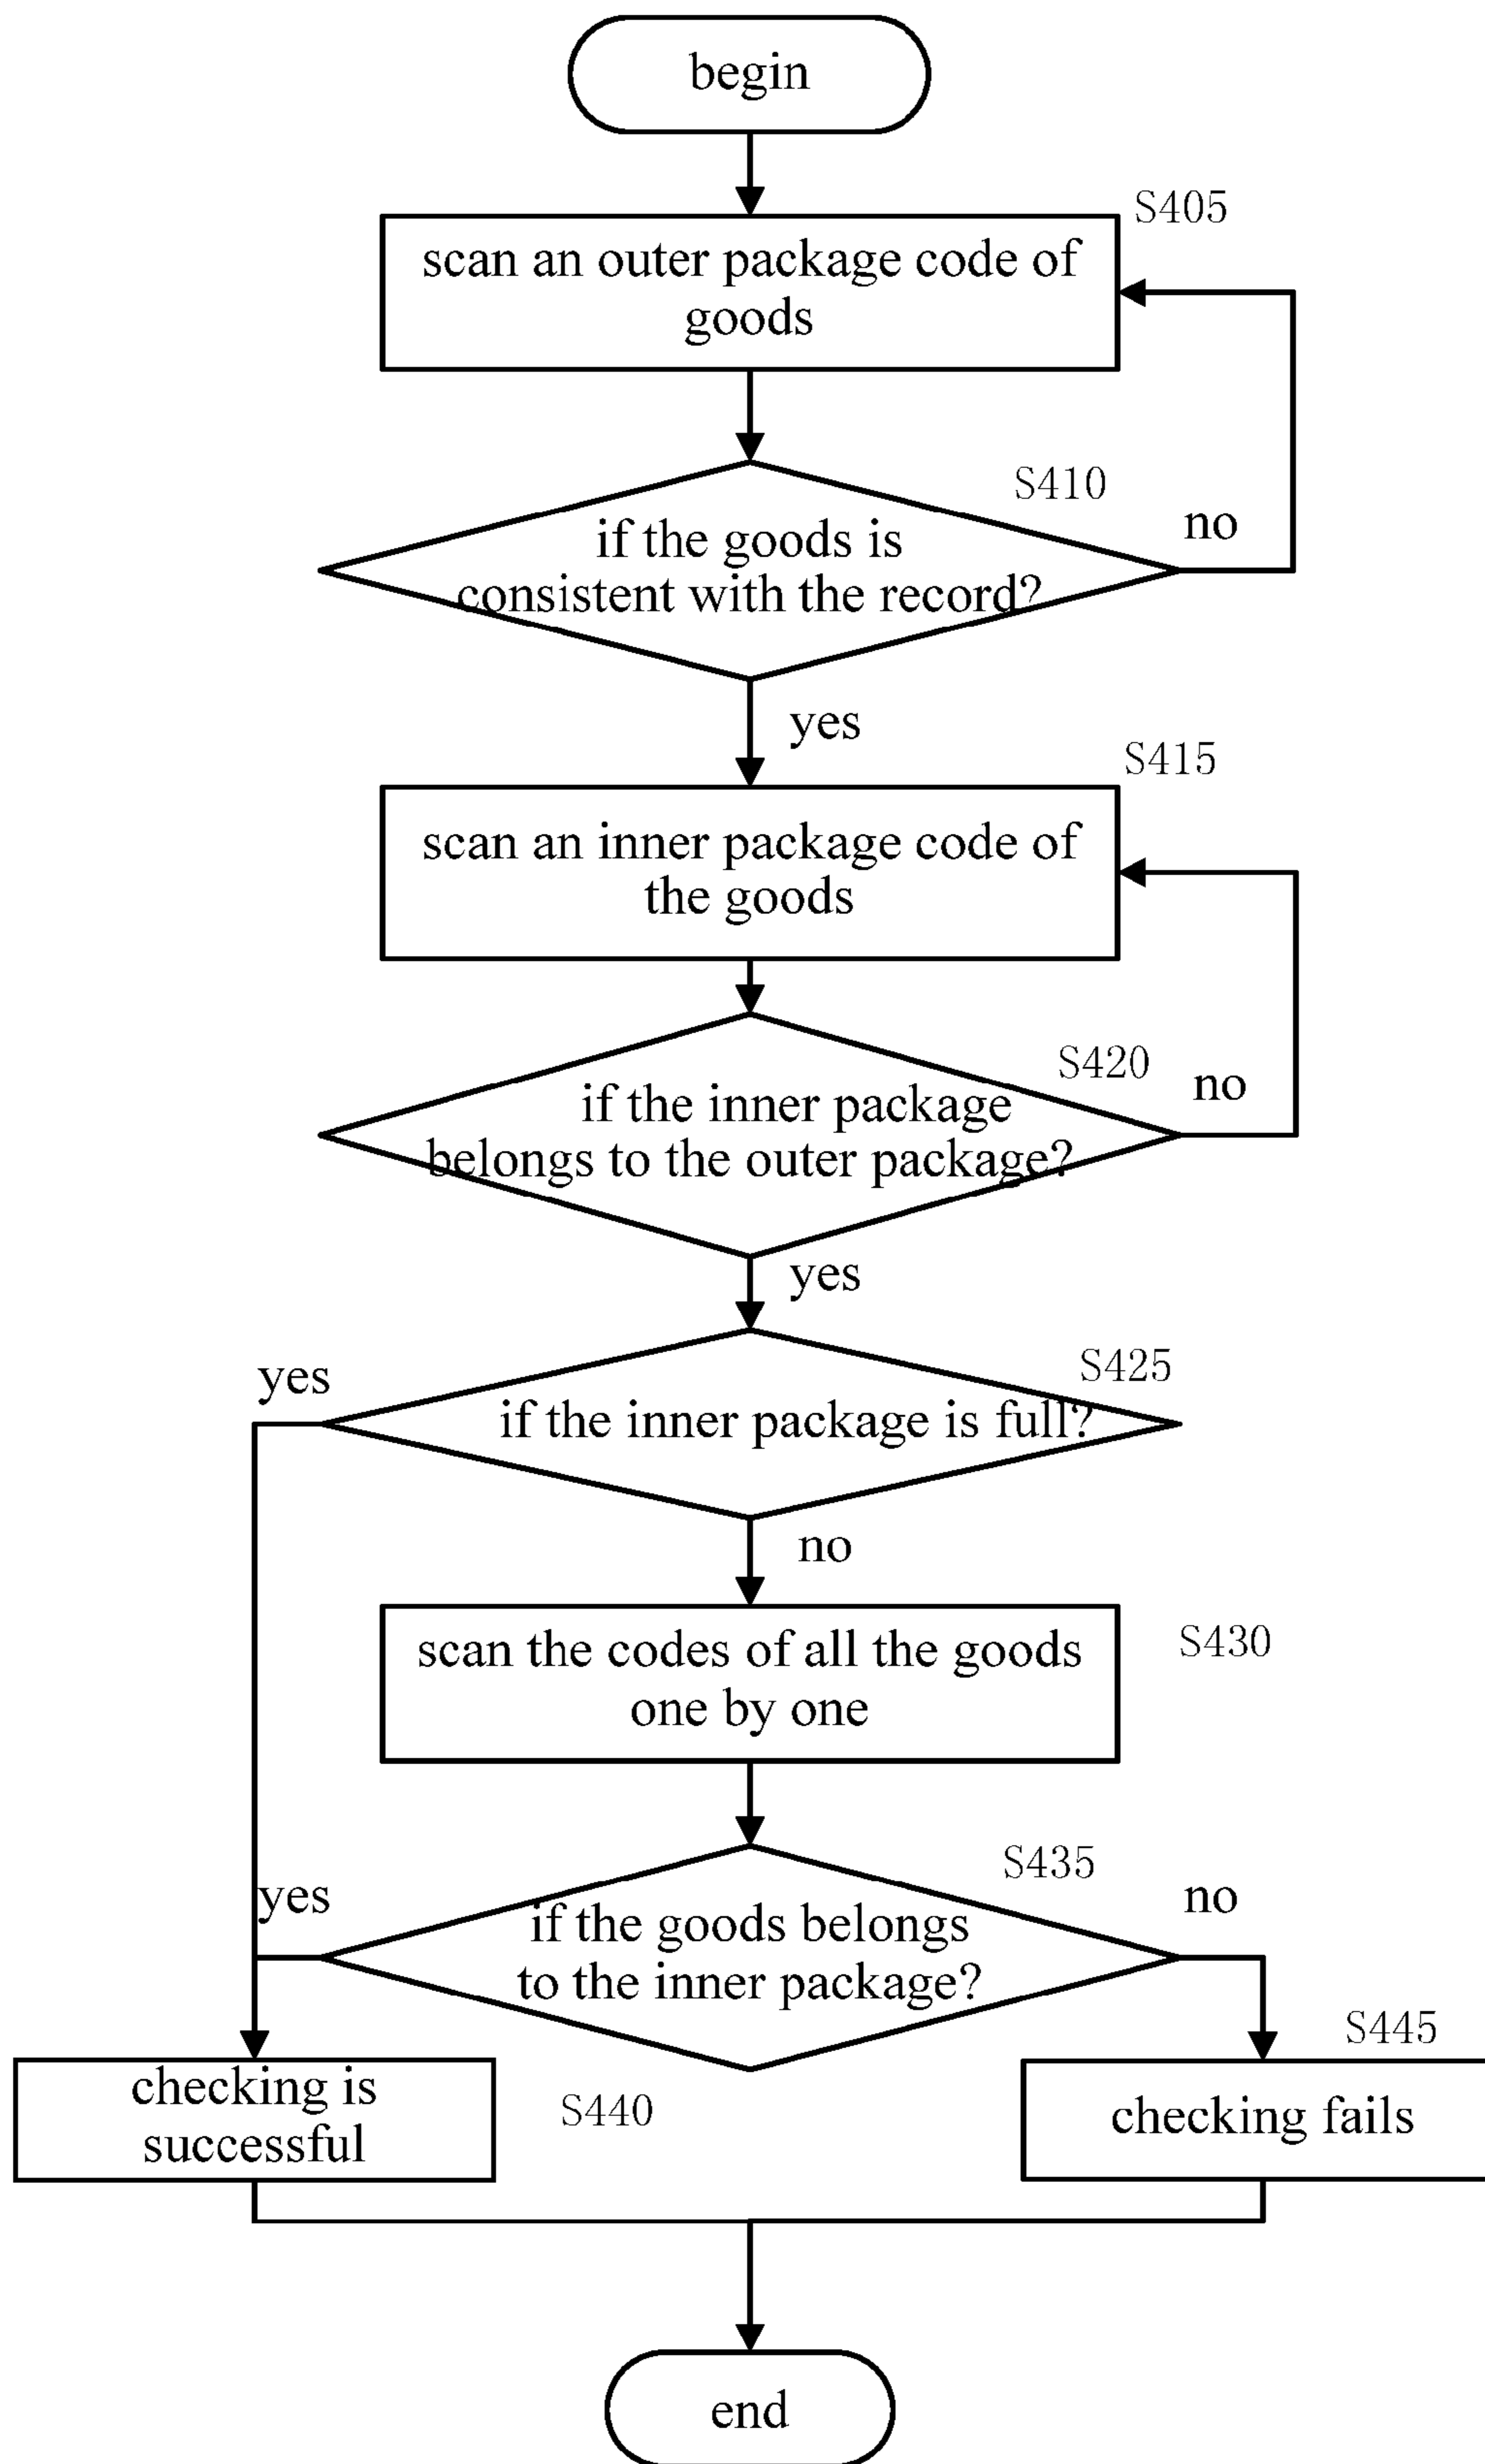 begin
S405
scan an outer package code of
goods
S410
no
if the goods is
consistent with the record?
yes
S415
scan an inner package code of
the goods
S420
no
if the inner package
belongs to the outer package?
yes
S425
yes
if the inner package is full?
no
S430
scan the codes of all the goods
one by one
S435
yes
no
if the goods belongs
to the inner package?
S445
checking is
successful
S440
checking fails
end